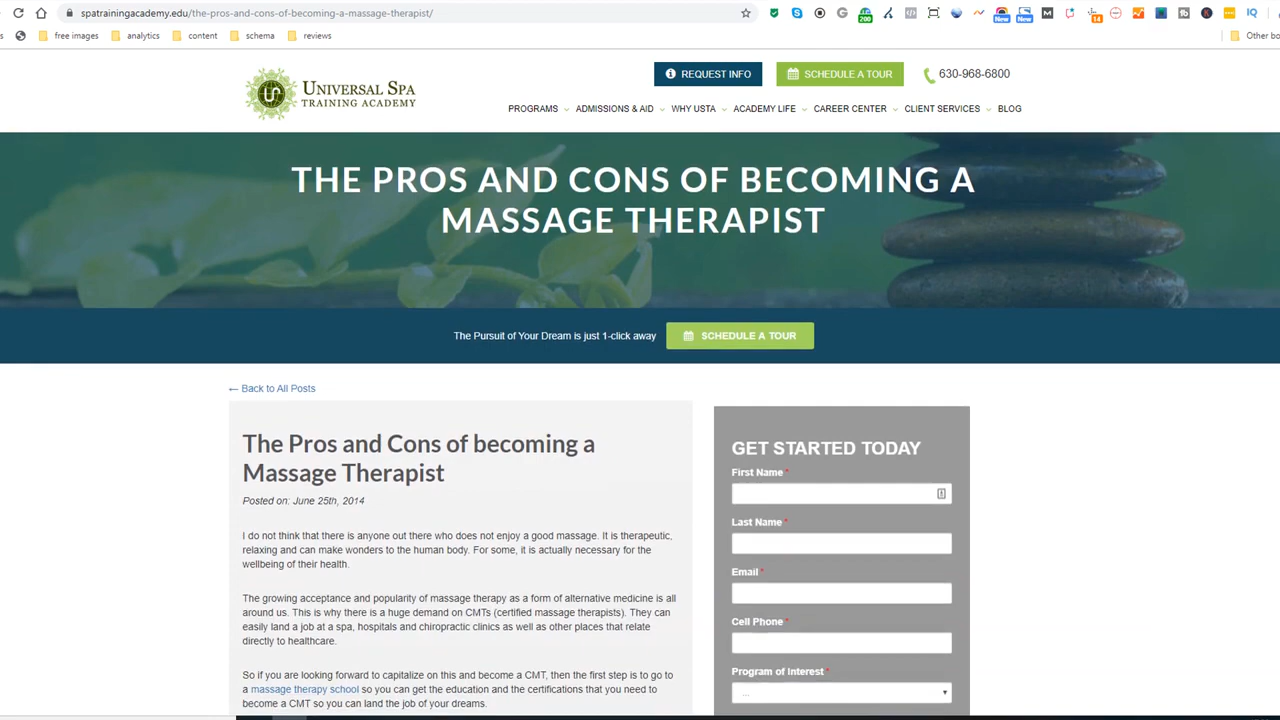 spatrainingacademy.edu/the-pros-and-cons-of-becoming-a-massage-therapist/
200
New
New
14
s
free images
analytics
content
schema
reviews
Other bo
UNIVERSAL SPA
TRAINING ACADEMY
REQUEST INFO
SCHEDULE A TOUR
630-968-6800
PROGRAMS
ADMISSIONS & AID
WHY USTA
ACADEMY LIFE
CAREER CENTER
CLIENT SERVICES
BLOG
THE PROS AND CONS OF BECOMING A
MASSAGE THERAPIST
The Pursuit of Your Dream is just 1-click away
SCHEDULE A TOUR
← Back to All Posts
The Pros and Cons of becoming a
Massage Therapist
Posted on: June 25th, 2014
I do not think that there is anyone out there who does not enjoy a good massage. It is therapeutic,
relaxing and can make wonders to the human body. For some, it is actually necessary for the
wellbeing of their health.
The growing acceptance and popularity of massage therapy as a form of alternative medicine is all
around us. This is why there is a huge demand on CMTs (certified massage therapists). They can
easily land a job at a spa, hospitals and chiropractic clinics as well as other places that relate
directly to healthcare.
So if you are looking forward to capitalize on this and become a CMT, then the first step is to go to
a massage therapy school so you can get the education and the certifications that you need to
become a CMT so you can land the job of your dreams.
GET STARTED TODAY
First Name *
Last Name *
Email *
Cell Phone *
Program of Interest *
...